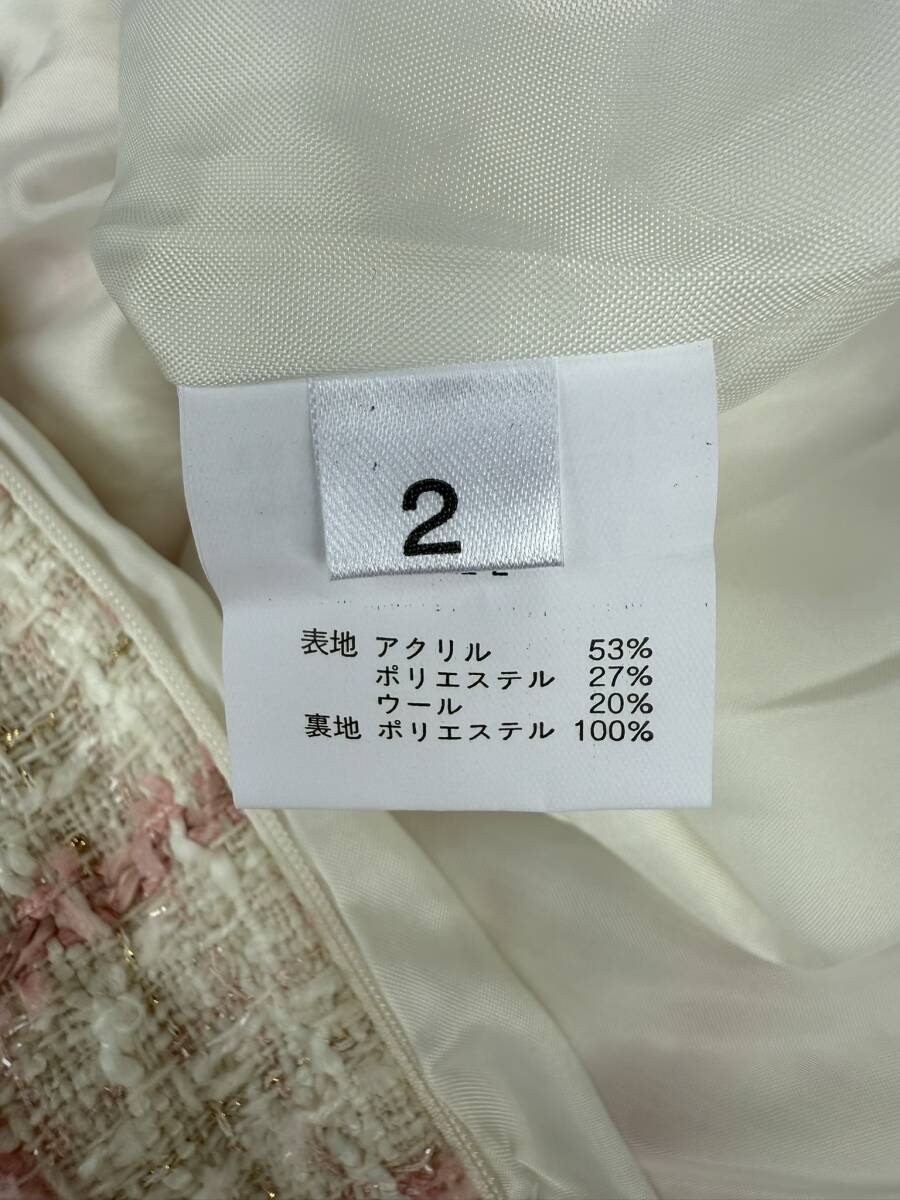 2
表地 アクリル 53%
ポリエステル 27%
ウール 20%
裏地 ポリエステル 100%